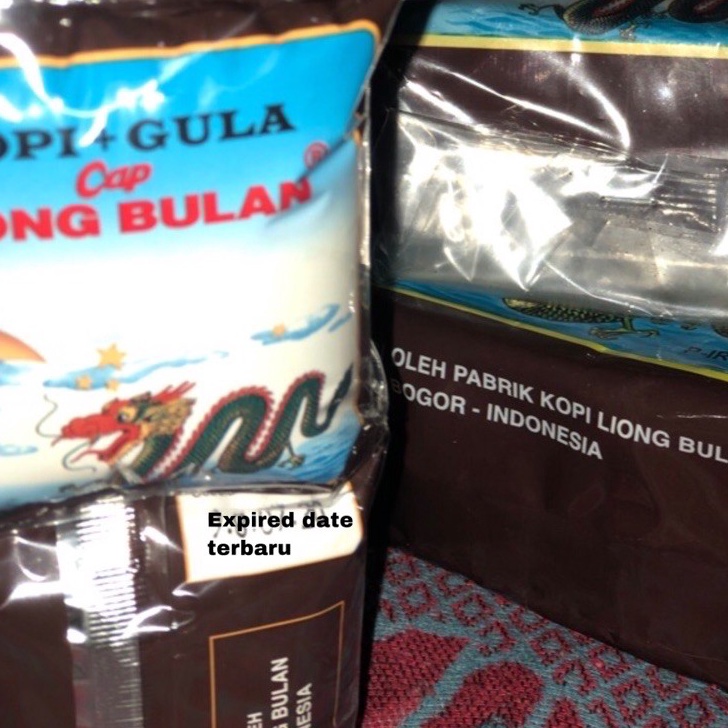 OPI + GULA
Cap
ONG BULAN ®
OLEH PABRIK KOPI LIONG BUL
BOGOR - INDONESIA
Expired date
terbaru
EH
G BULAN
ESIA